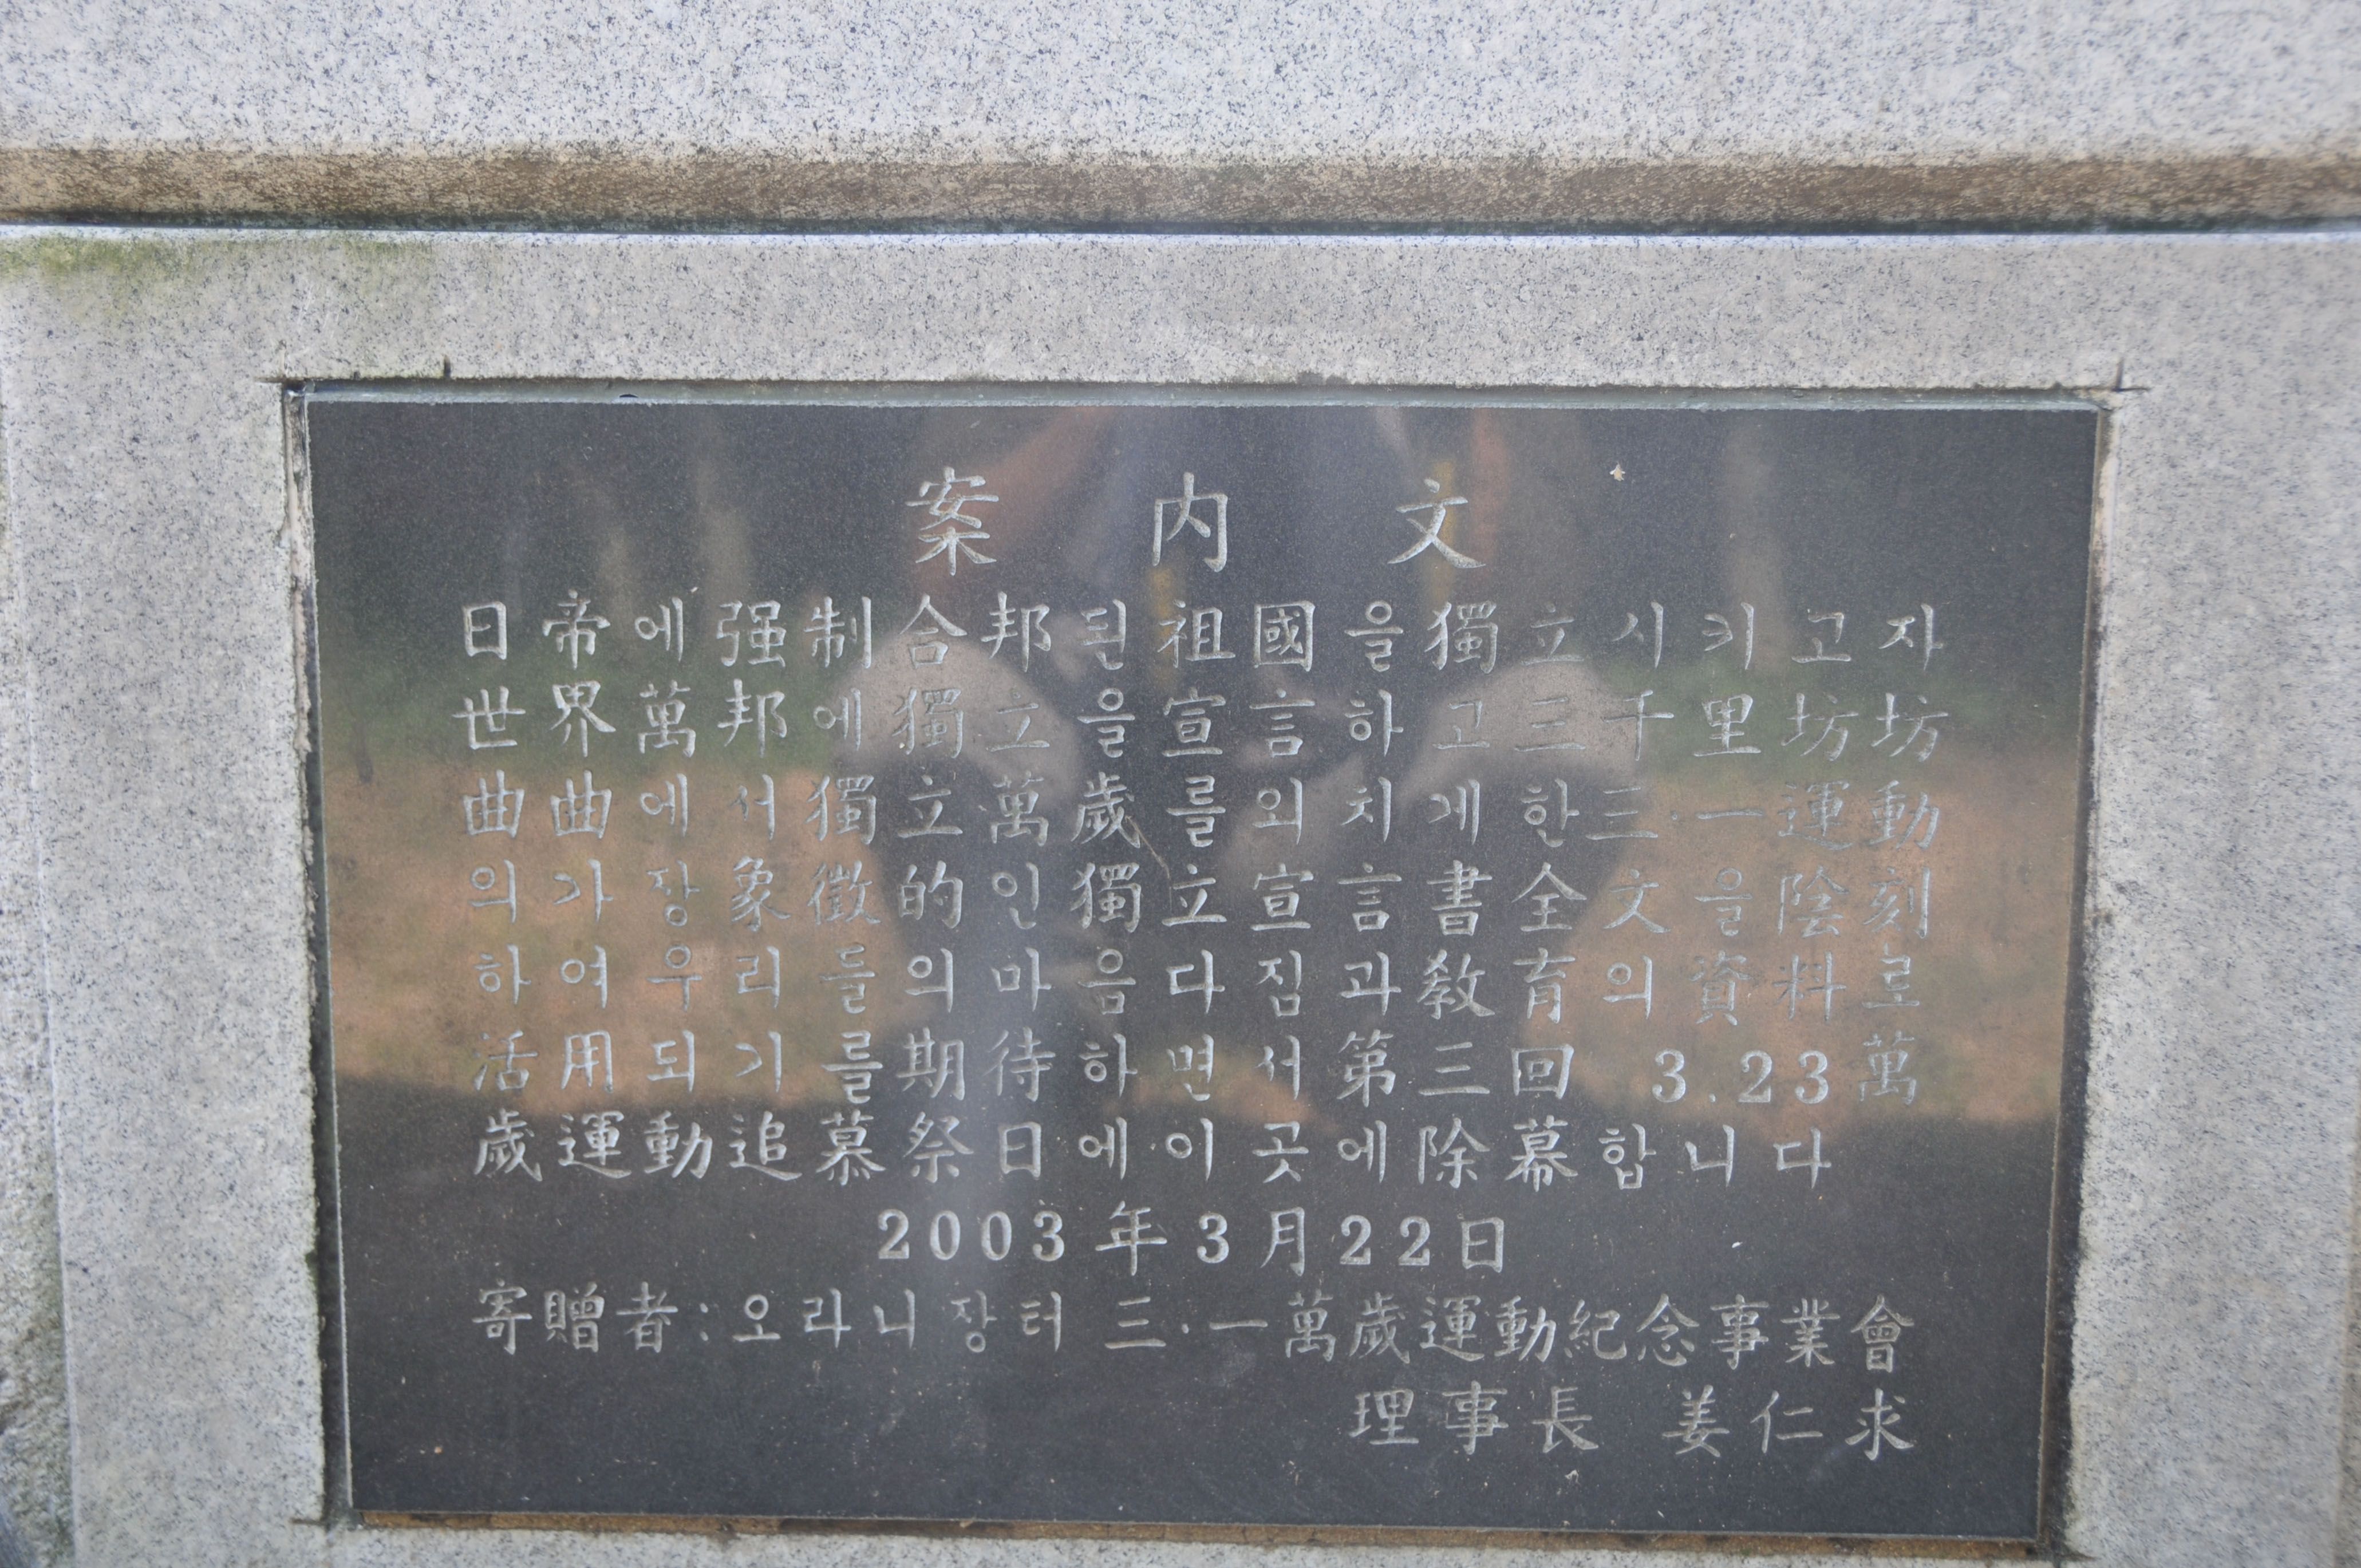 案內文
日帝에强制合邦된祖國을獨立시키고자
世界萬邦에獨立을宣言하고三千里坊坊
曲曲에서獨立萬歲를외치게한三·一運動
의가장象徵的인獨立宣言書全文을陰刻
하여우리들의마음다짐과敎育의資料로
活用되기를期待하면서第三回 3.23萬
歲運動追慕祭日에이곳에除幕합니다
2003年3月22日
寄贈者:오라니장터 三·一萬歲運動紀念事業會
理事長 姜仁求